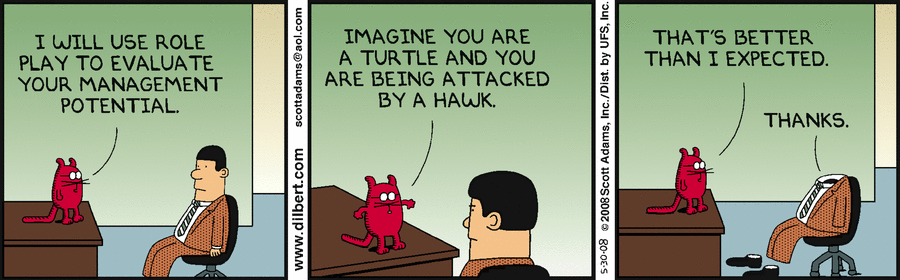 I WILL USE ROLE
PLAY TO EVALUATE
YOUR MANAGEMENT
POTENTIAL.
www.dilbert.com
scottadams@aol.com
IMAGINE YOU ARE
A TURTLE AND YOU
ARE BEING ATTACKED
BY A HAWK.
5-30-08 © 2008 Scott Adams, Inc./Dist. by UFS, Inc.
THAT'S BETTER
THAN I EXPECTED.
THANKS.